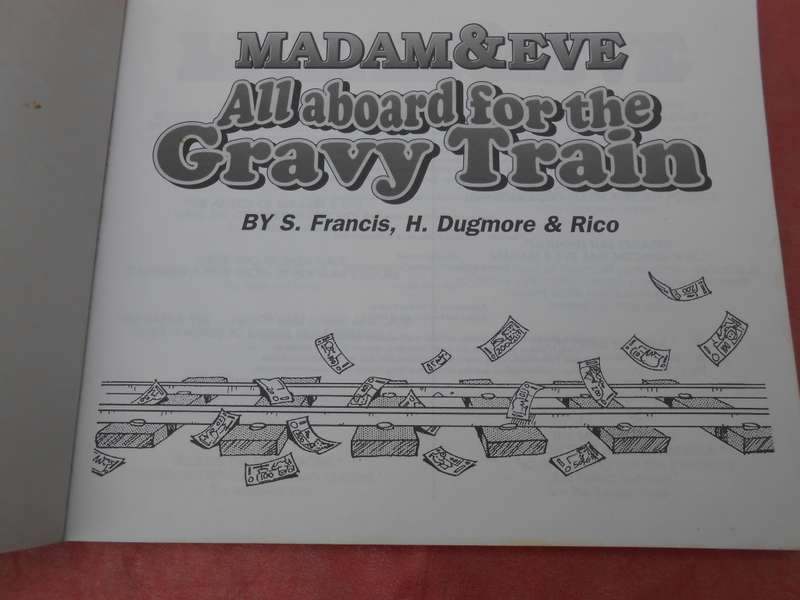 MADAM&EVE
All aboard for the
Gravy Train
BY S. Francis, H. Dugmore & Rico